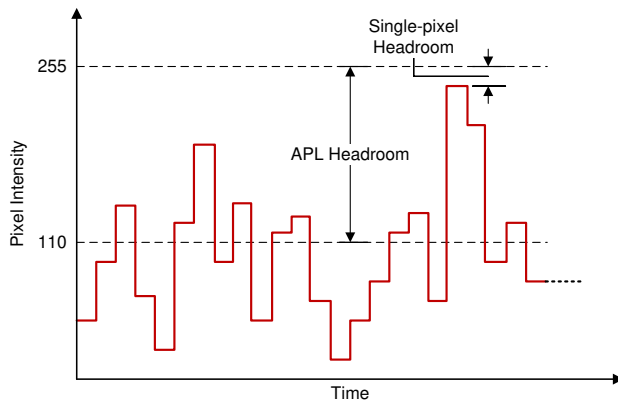 Single-pixel
Headroom
255
APL Headroom
Pixel Intensity
110
Time